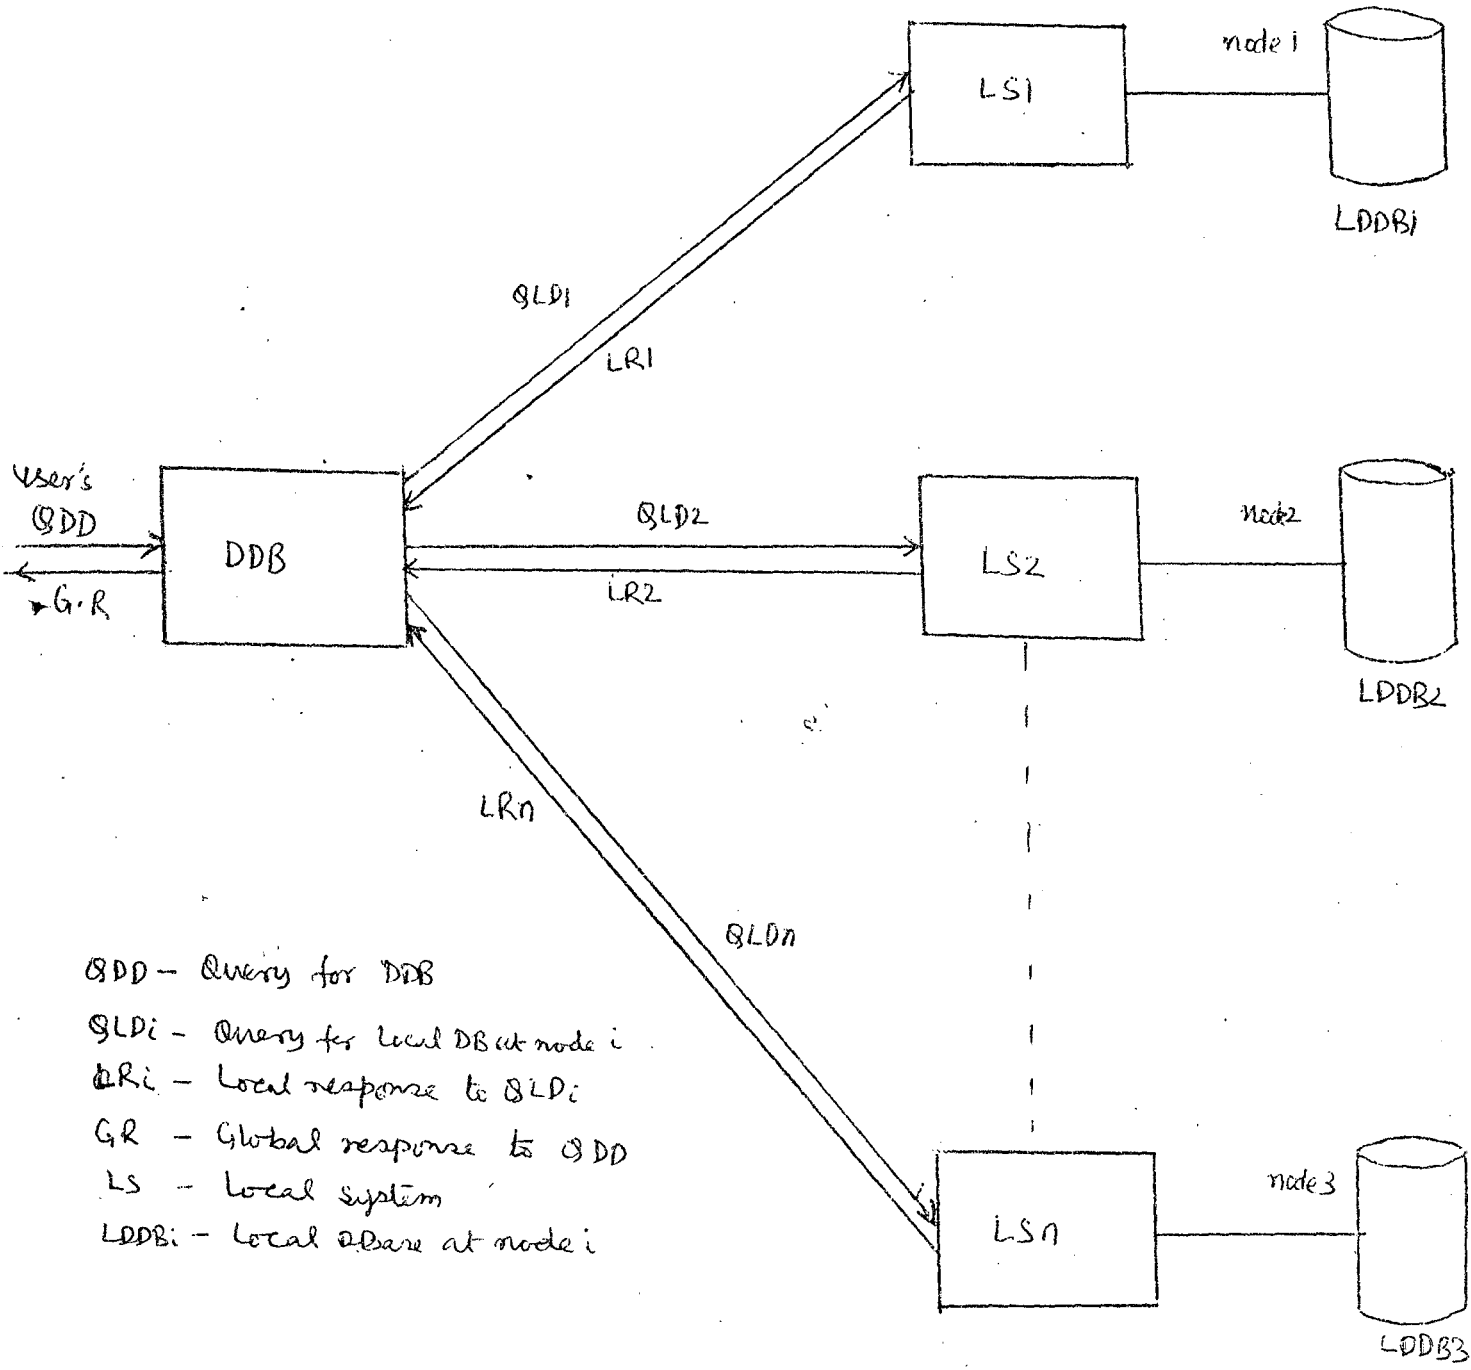 node 1
LS1
LDDB1
QLD1
LR1
User's
QDD
DDB
G.R
QLD2
LR2
LS2
node2
LDDB2
LRn
QLDn
QDD - Query for DDB
QLDi - Query for local DB at node i
LRi - Local response to QLDi
GR - Global response to QDD
LS - Local system
LDDBi - Local DBase at node i
LSn
node3
LDDB3